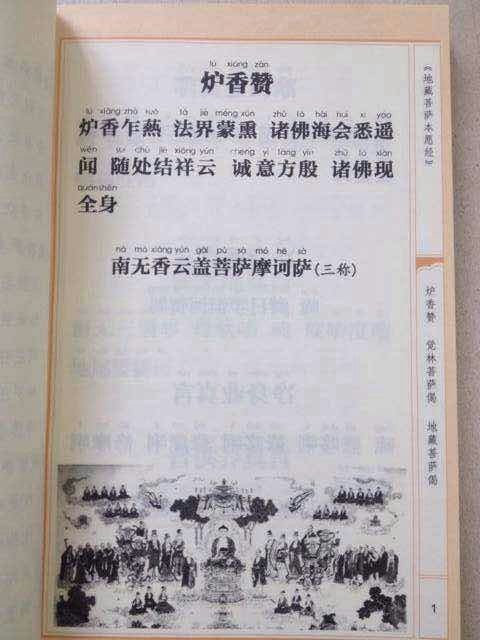 lú xiāng zàn
炉香赞
lú xiāng zhà ruò fǎ jiè méng xūn zhū fó hǎi huì xī yáo
炉香乍爇 法界蒙熏 诸佛海会悉遥
wén suí chù jié xiáng yún chéng yì fāng yīn zhū fó xiàn
闻 随处结祥云 诚意方殷 诸佛现
quán shēn
全身
nā mó xiāng yún gài pú sà mó hē sà
南无香云盖菩萨摩诃萨(三称)
《地藏菩萨本愿经》
炉香赞 觉林菩萨偈 地藏菩萨偈
1